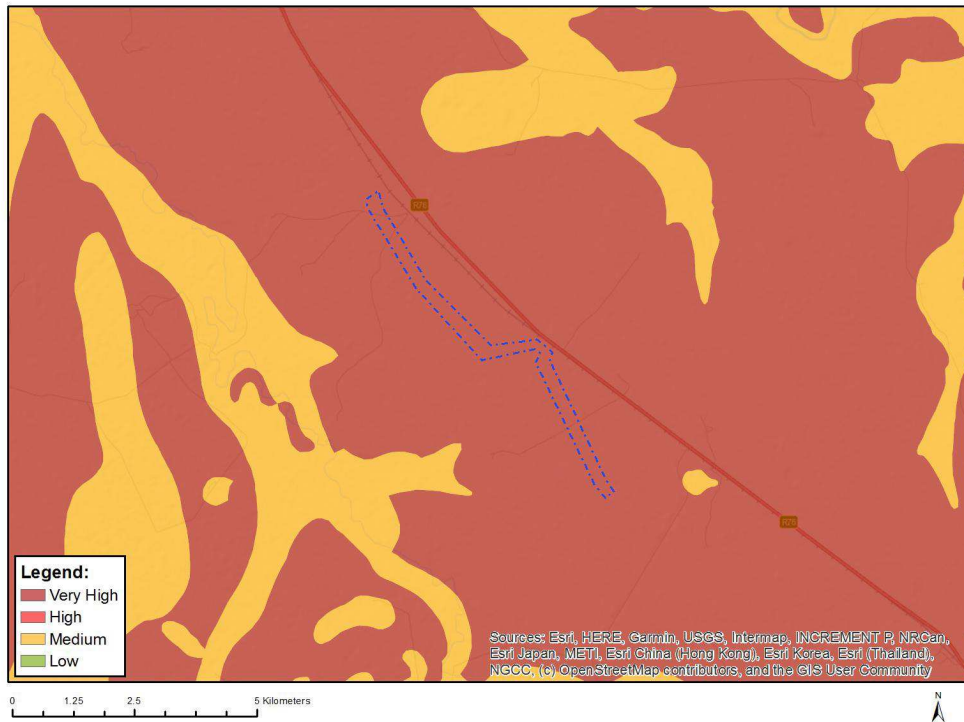 R76
R76
Legend:
Very High
High
Medium
Low
Sources: Esri, HERE, Garmin, USGS, Intermap, INCREMENT P, NRCan,
Esri Japan, METI, Esri China (Hong Kong), Esri Korea, Esri (Thailand),
NGCC, (c) OpenStreetMap contributors, and the GIS User Community
0 1.25 2.5 5 Kilometers
N